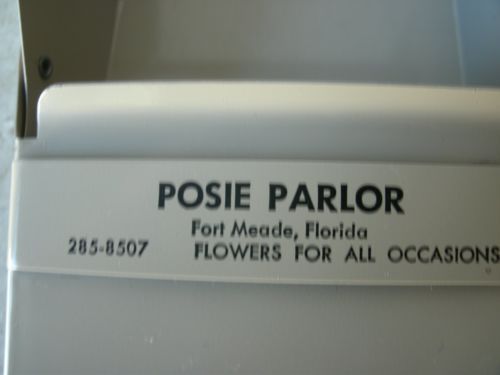 POSIE PARLOR
Fort Meade, Florida
285-8507 FLOWERS FOR ALL OCCASIONS